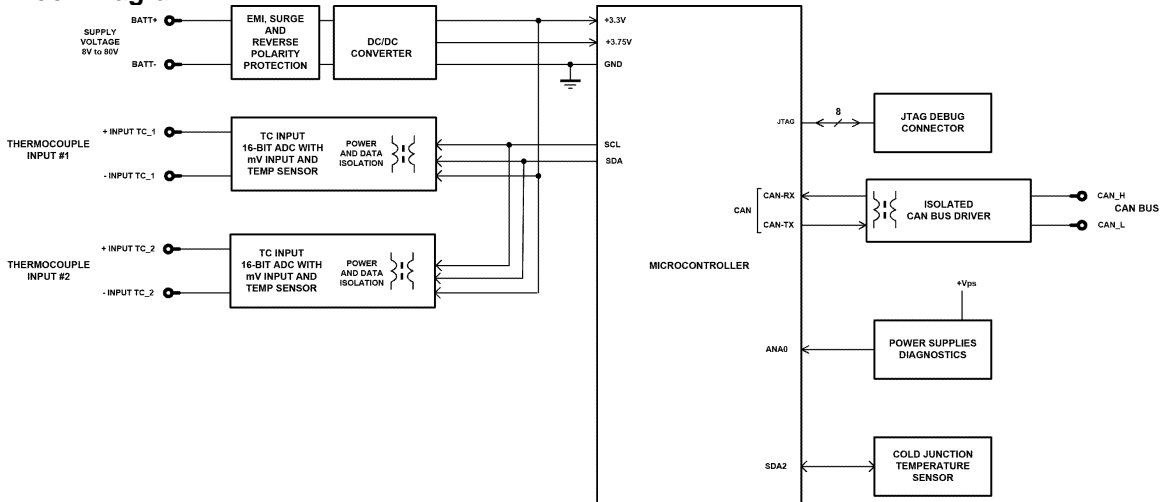 BATT+
SUPPLY
VOLTAGE
8V to 80V
BATT-
EMI, SURGE
AND
REVERSE
POLARITY
PROTECTION
DC/DC
CONVERTER
+3.3V
+3.75V
GND
THERMOCOUPLE
INPUT #1
+ INPUT TC_1
- INPUT TC_1
TC INPUT
16-BIT ADC WITH
mV INPUT AND
TEMP SENSOR
POWER
AND DATA
ISOLATION
SCL
SDA
THERMOCOUPLE
INPUT #2
+ INPUT TC_2
- INPUT TC_2
TC INPUT
16-BIT ADC WITH
mV INPUT AND
TEMP SENSOR
POWER
AND DATA
ISOLATION
MICROCONTROLLER
JTAG
8
JTAG DEBUG
CONNECTOR
CAN
CAN-RX
CAN-TX
ISOLATED
CAN BUS DRIVER
CAN_H
CAN BUS
CAN_L
+Vps
ANA0
POWER SUPPLIES
DIAGNOSTICS
SDA2
COLD JUNCTION
TEMPERATURE
SENSOR